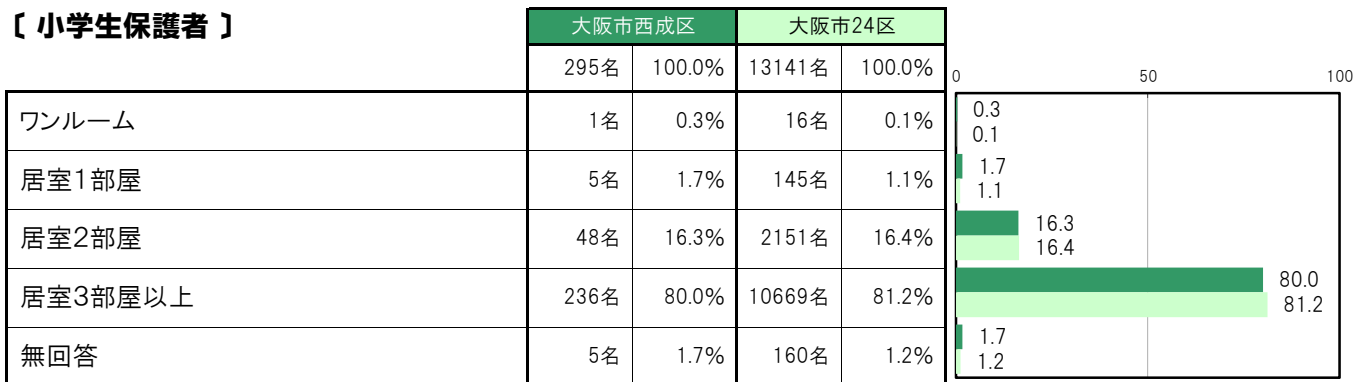 〔 小学生保護者 〕
大阪市西成区 大阪市24区
295名 100.0% 13141名 100.0% 0 50 100
ワンルーム 1名 0.3% 16名 0.1% 0.3
0.1
居室1部屋 5名 1.7% 145名 1.1% 1.7
1.1
居室2部屋 48名 16.3% 2151名 16.4% 16.3
16.4
居室3部屋以上 236名 80.0% 10669名 81.2% 80.0
81.2
無回答 5名 1.7% 160名 1.2% 1.7
1.2